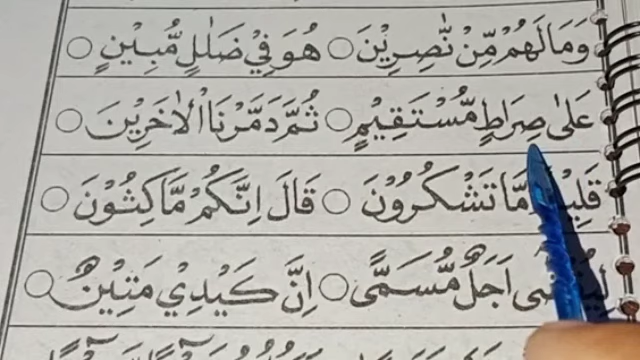 وَمَا لَهُمْ مِّنْ نّٰصِرِيْنَ ○ هُوَ فِيْ ضَلٰلٍ مُّبِيْنٍ ○
عَلٰى صِرَاطٍ مُّسْتَقِيْمٍ ○ ثُمَّ دَمَّرْنَا الْاٰخَرِيْنَ ○
مَّا تَشْكُرُوْنَ ○ قَالَ اِنَّكُمْ مَّاكِثُوْنَ ○
اَجَلٌ مُّسَمًّى ○ اِنَّ كَيْدِيْ مَتِيْنٌ ○